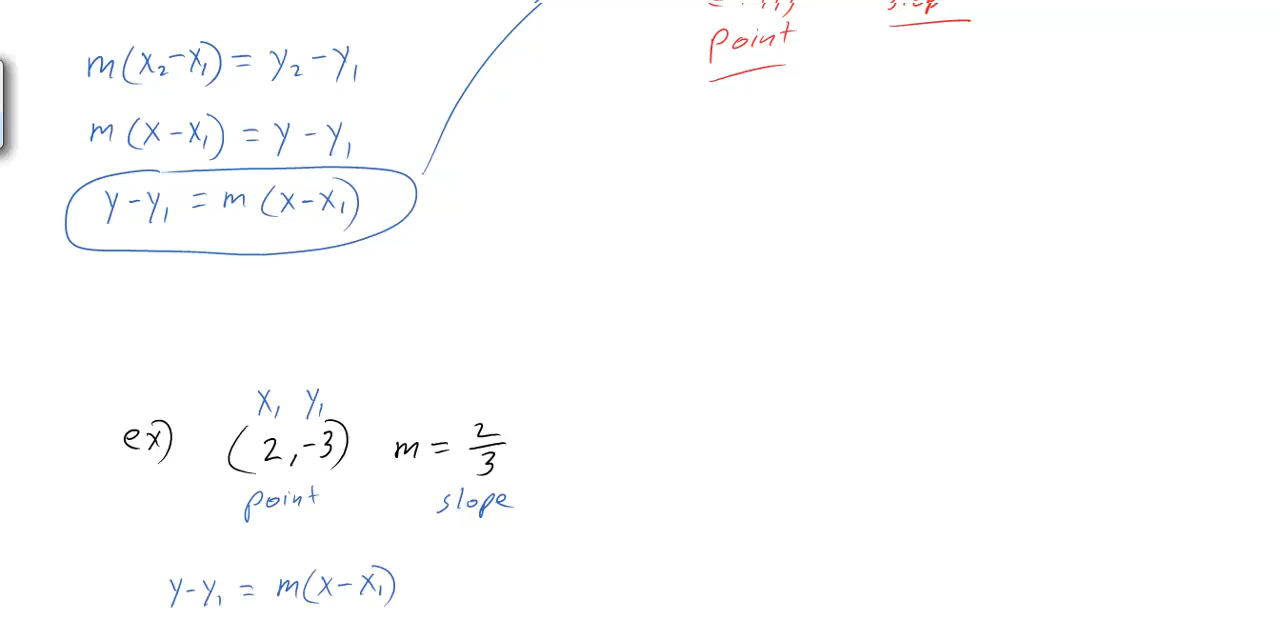 point
m(x₂-x₁) = y₂-y₁
m(x-x₁) = y-y₁
y-y₁ = m(x-x₁)
x₁ y₁
ex) (2,-3) m = 2/3
point slope
y-y₁ = m(x-x₁)